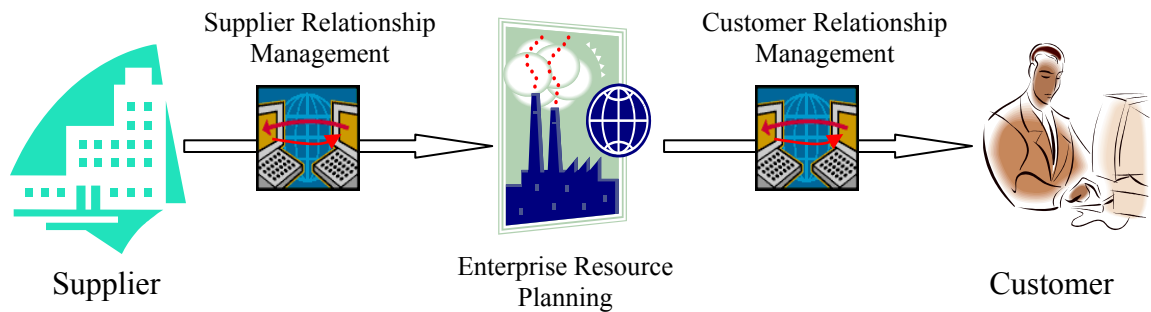 Supplier Relationship
Management
Customer Relationship
Management
Supplier
Enterprise Resource
Planning
Customer